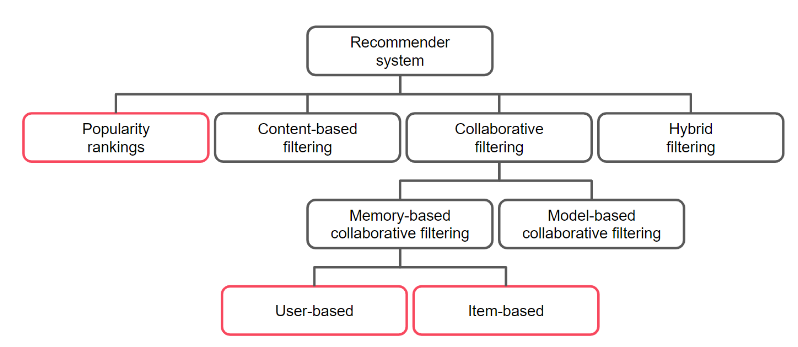 Recommender
system
Popularity
rankings
Content-based
filtering
Collaborative
filtering
Hybrid
filtering
Memory-based
collaborative filtering
Model-based
collaborative filtering
User-based
Item-based